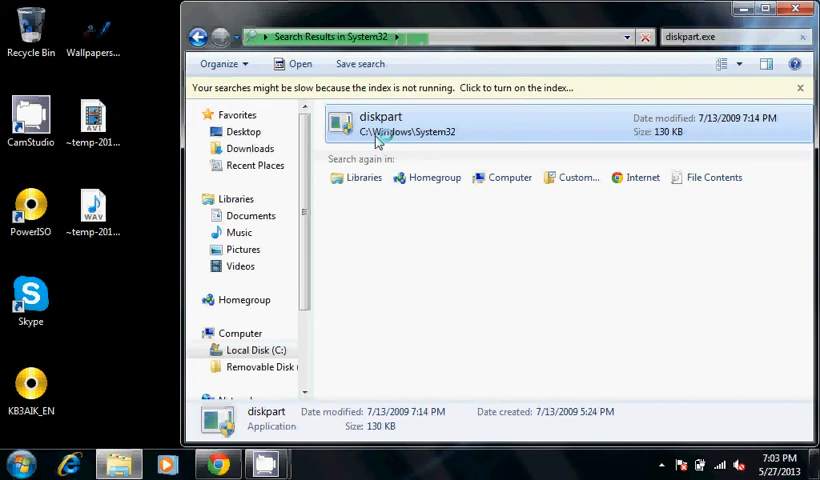 Recycle Bin
Wallpapers...
CamStudio
~temp-201...
PowerISO
~temp-201...
Skype
KB3AIK_EN
Search Results in System32
diskpart.exe
Organize
Open
Save search
Your searches might be slow because the index is not running. Click to turn on the index...
Favorites
Desktop
Downloads
Recent Places
Libraries
Documents
Music
Pictures
Videos
Homegroup
Computer
Local Disk (C:)
Removable Disk (
diskpart
C:\Windows\System32
Date modified: 7/13/2009 7:14 PM
Size: 130 KB
Search again in:
Libraries
Homegroup
Computer
Custom...
Internet
File Contents
diskpart
Date modified: 7/13/2009 7:14 PM
Date created: 7/13/2009 5:24 PM
Application
Size: 130 KB
7:03 PM
5/27/2013